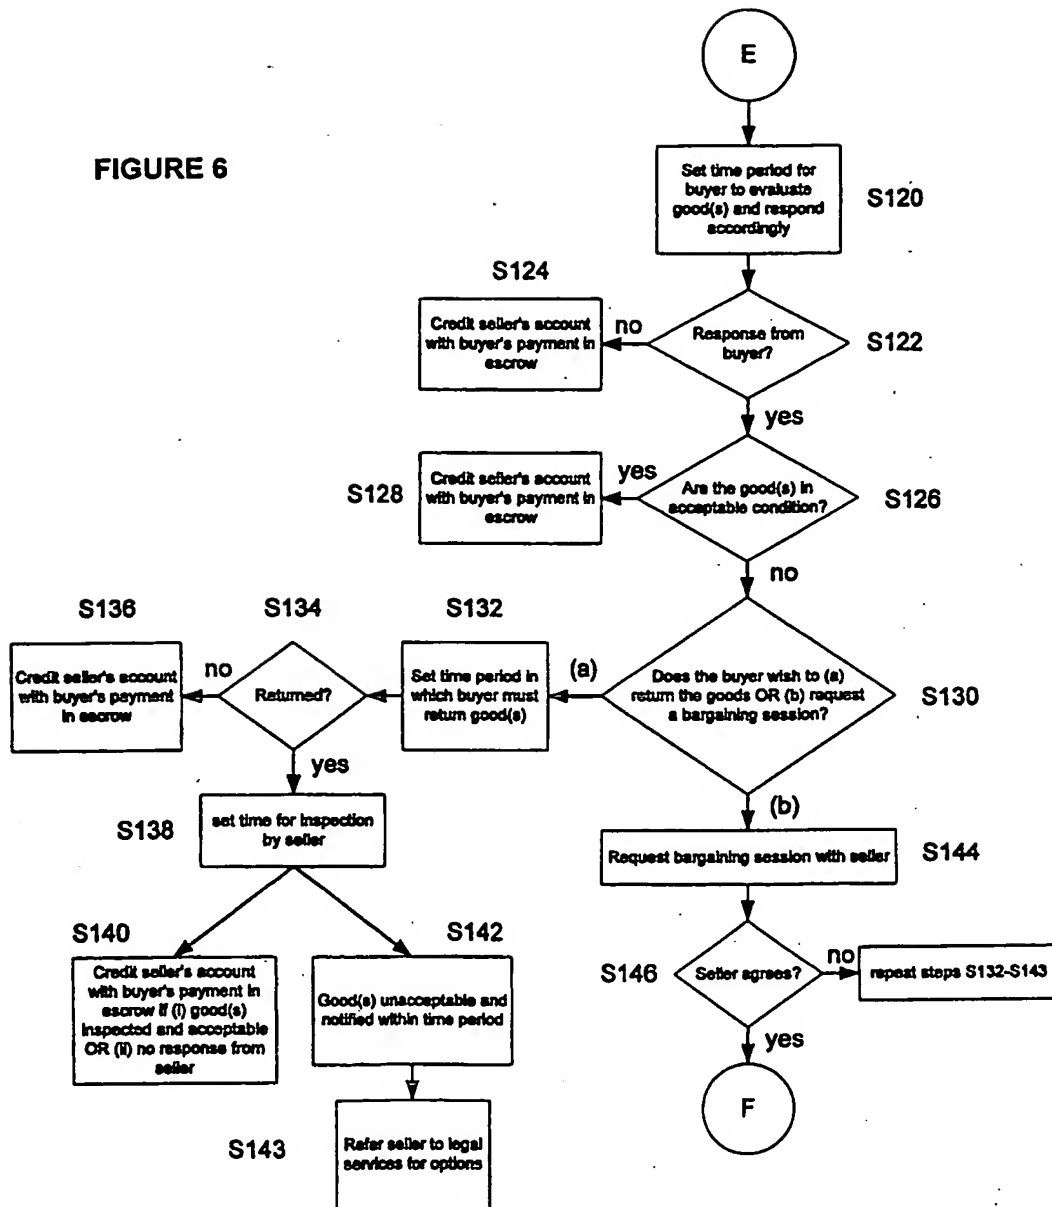 E
FIGURE 6
Set time period for
buyer to evaluate
good(s) and respond
accordingly
S120
S124
Credit seller's account
with buyer's payment in
escrow
no
Response from
buyer?
S122
yes
S128
Credit seller's account
with buyer's payment in
escrow
yes
Are the good(s) in
acceptable condition?
S126
no
S136
S134
S132
Credit seller's account
with buyer's payment
in escrow
no
Returned?
Set time period in
which buyer must
return good(s)
(a)
Does the buyer wish to (a)
return the goods OR (b) request
a bargaining session?
S130
yes
(b)
S138
set time for inspection
by seller
Request bargaining session with seller
S144
S140
S142
Credit seller's account
with buyer's payment in
escrow if (i) good(s)
inspected and acceptable
OR (ii) no response from
seller
Good(s) unacceptable and
notified within time period
S146
Seller agrees?
no
repeat steps S132-S143
yes
F
S143
Refer seller to legal
services for options